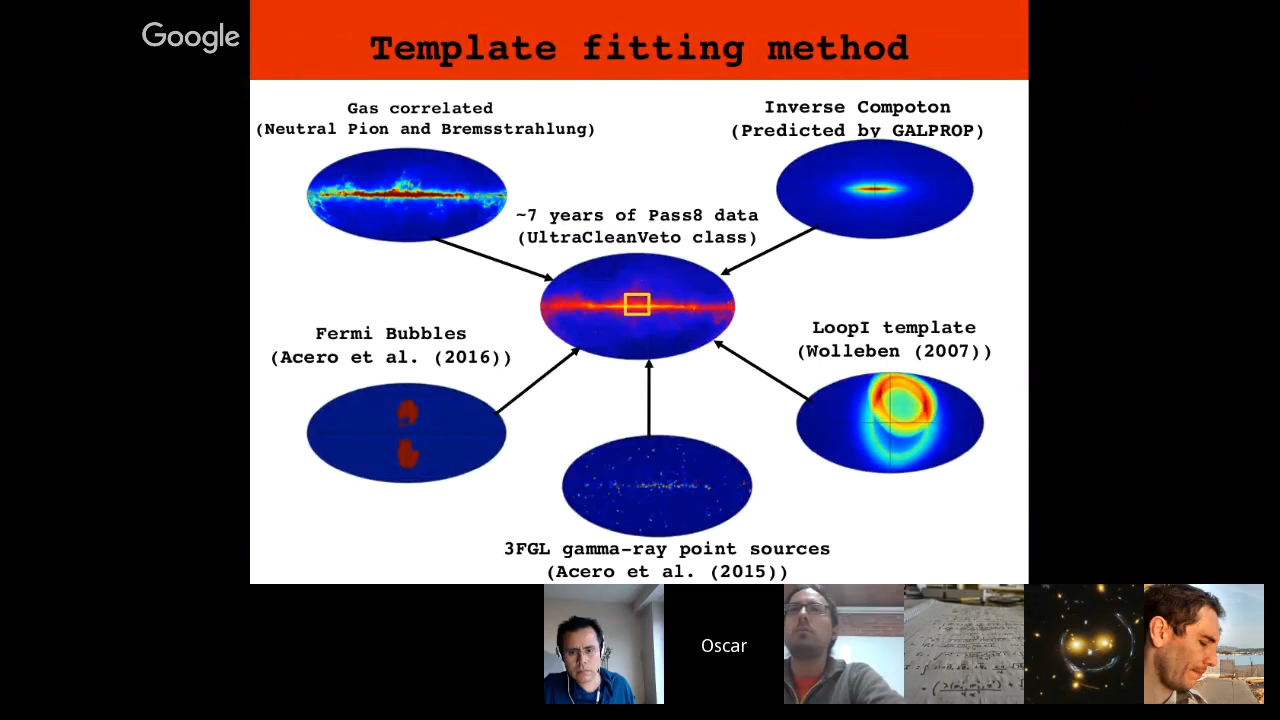 Google
Template fitting method
Gas correlated
(Neutral Pion and Bremsstrahlung)
Inverse Compoton
(Predicted by GALPROP)
~7 years of Pass8 data
(UltraCleanVeto class)
Fermi Bubbles
(Acero et al. (2016))
LoopI template
(Wolleben (2007))
3FGL gamma-ray point sources
(Acero et al. (2015))
Oscar